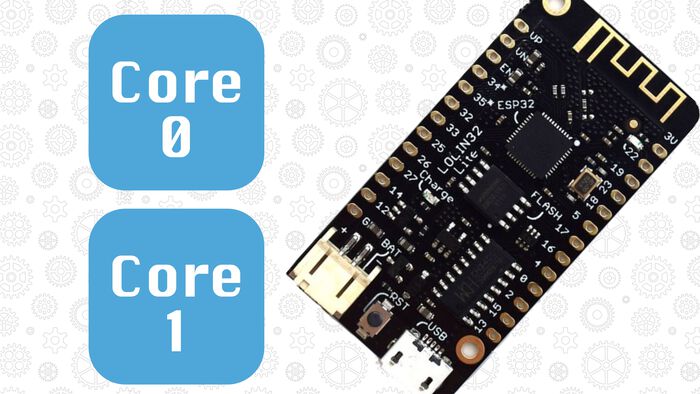 Core
0
Core
1
VP
VN
EN
34*
35*
32
33
25
26
27
14
12
G
ESP32
LOLIN32
Lite
Charge
FLASH
BAT
+
RST
USB
3V
22
19
23
18
5
17
16
4
0
2
15
13